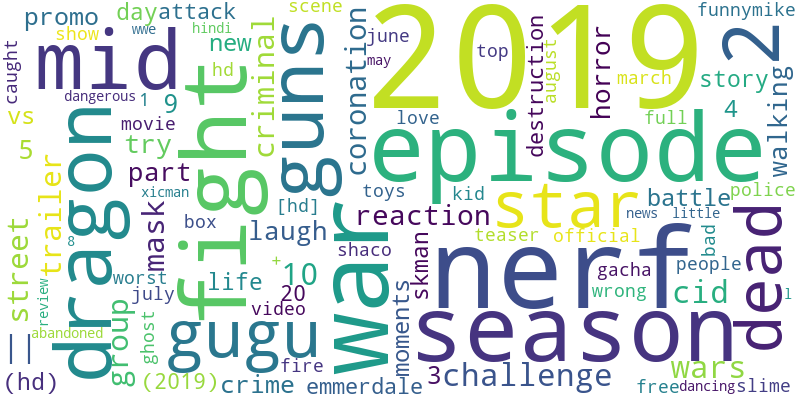 promo
day
attack
scene
2019
funnymike
caught
show
wwe
hindi
new
june
top
2
mid
criminal
coronation
destruction
august
horror
dangerous
hd
may
march
story
walking
1
9
guns
vs
dragon
movie
fight
love
full
4
5
try
episode
part
trailer
mask
xicman
[hd]
toys
kid
star
battle
police
street
box
laugh
war
reaction
news
little
dead
8
shaco
skman
teaser
official
bad
nerf
gacha
people
+
10
worst
life
moments
wrong
cid
1
review
july
20
season
group
ghost
gugu
video
abandoned
||
fire
wars
(hd)
(2019)
crime
emmerdale
3
challenge
free
dancing
slime